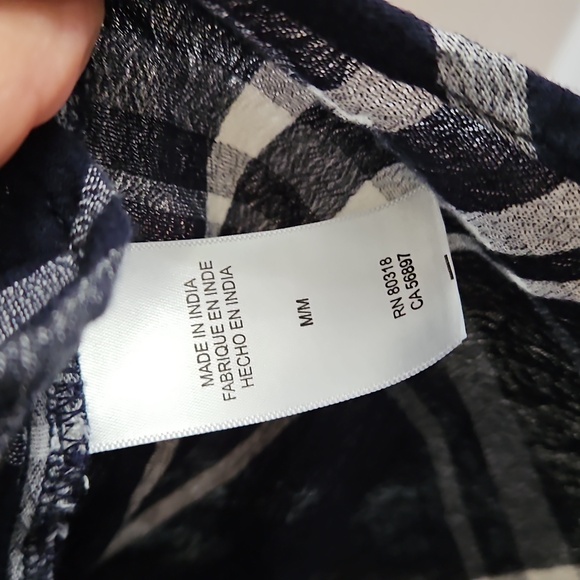 MADE IN INDIA
FABRIQUE EN INDE
HECHO EN INDIA
M/M
RN 80318
CA 56897